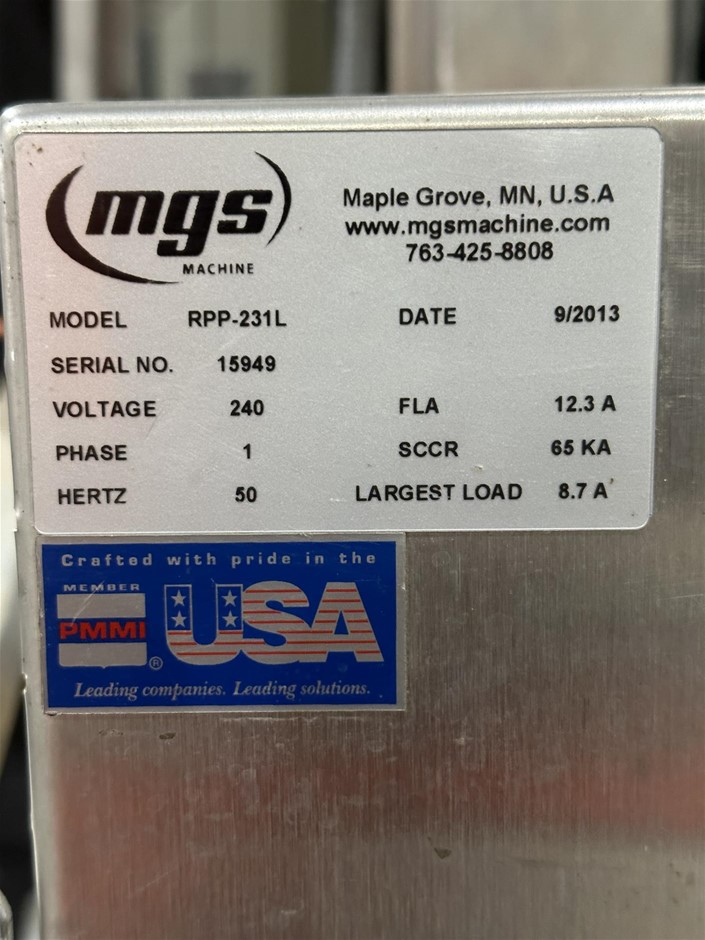 mgs
MACHINE
Maple Grove, MN, U.S.A
www.mgsmachine.com
763-425-8808
MODEL RPP-231L DATE 9/2013
SERIAL NO. 15949
VOLTAGE 240 FLA 12.3 A
PHASE 1 SCCR 65 KA
HERTZ 50 LARGEST LOAD 8.7 A
Crafted with pride in the
MEMBER
PMMI ®
USA
Leading companies. Leading solutions.